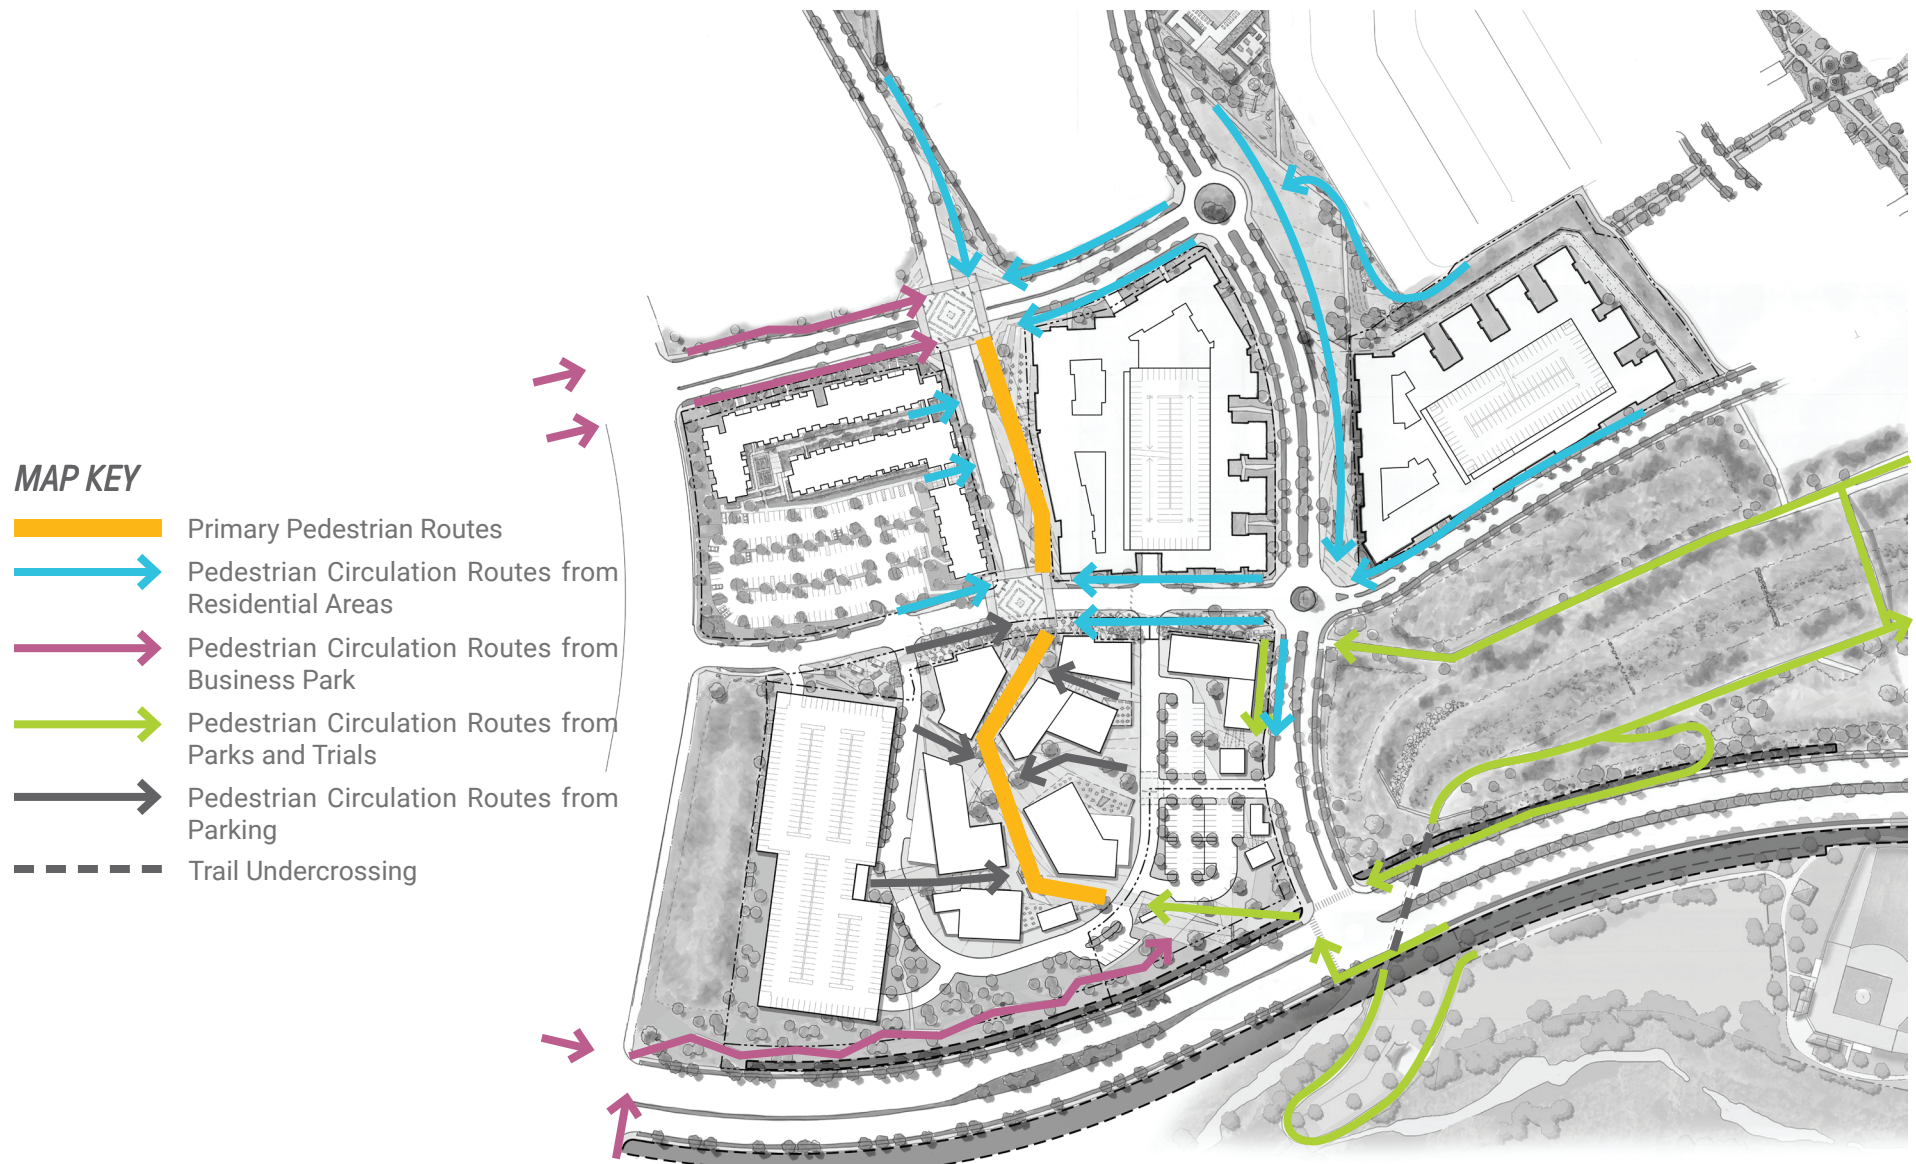 MAP KEY
Primary Pedestrian Routes
Pedestrian Circulation Routes from
Residential Areas
Pedestrian Circulation Routes from
Business Park
Pedestrian Circulation Routes from
Parks and Trials
Pedestrian Circulation Routes from
Parking
Trail Undercrossing